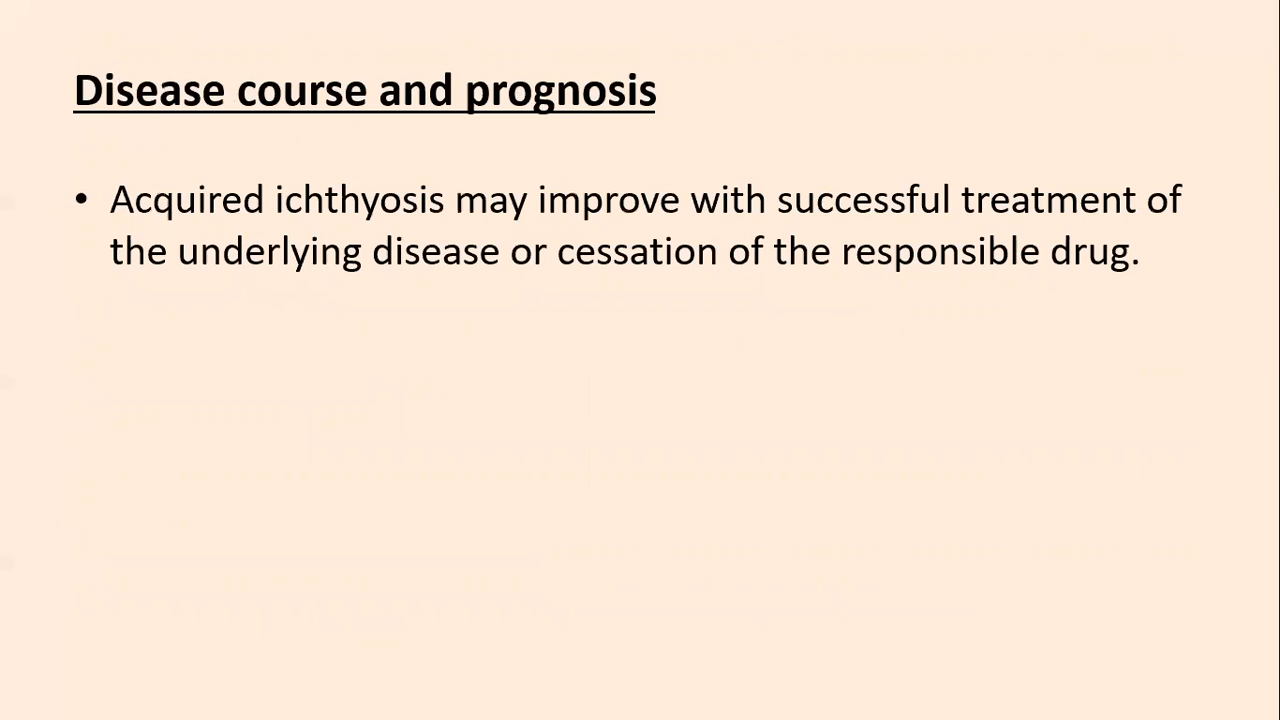 Disease course and prognosis
• Acquired ichthyosis may improve with successful treatment of
the underlying disease or cessation of the responsible drug.